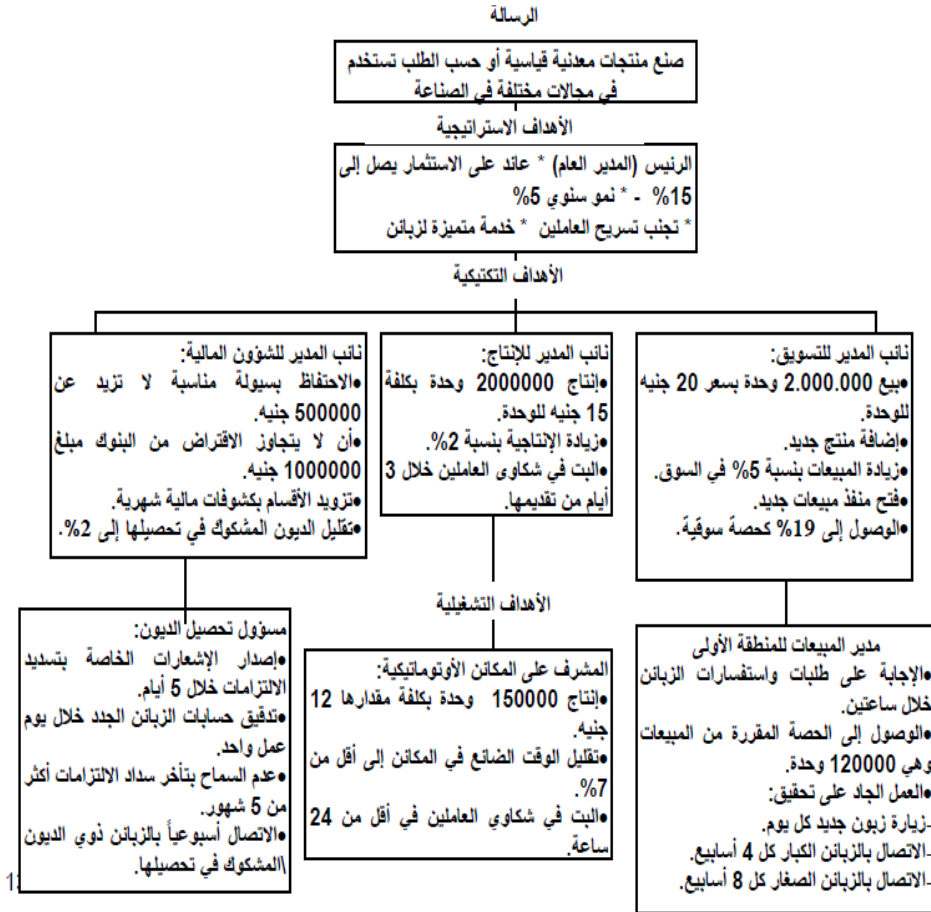 الرسالة
صنع منتجات معدنية قياسية أو حسب الطلب تستخدم
في مجالات مختلفة في الصناعة
الأهداف الاستراتيجية
الرئيس (المدير العام) * عائد على الاستثمار يصل إلى
15% - * نمو سنوي 5%
* تجنب تسريح العاملين * خدمة متميزة لزبائن
الأهداف التكتيكية
نائب المدير للتسويق:
•بيع 2.000.000 وحدة بسعر 20 جنيه
للوحدة.
•إضافة منتج جديد.
•زيادة المبيعات بنسبة 5% في السوق.
•فتح منفذ مبيعات جديد.
•الوصول إلى 19% كحصة سوقية.
نائب المدير للإنتاج:
•إنتاج 2000000 وحدة بكلفة
15 جنيه للوحدة.
•زيادة الإنتاجية بنسبة 2%.
•البت في شكاوى العاملين خلال 3
أيام من تقديمها.
نائب المدير للشؤون المالية:
•الاحتفاظ بسيولة مناسبة لا تزيد عن
500000 جنيه.
•أن لا يتجاوز الاقتراض من البنوك مبلغ
1000000 جنيه.
•تزويد الأقسام بكشوفات مالية شهرية.
•تقليل الديون المشكوك في تحصيلها إلى 2%.
الأهداف التشغيلية
مدير المبيعات للمنطقة الأولى
•الإجابة على طلبات واستفسارات الزبائن
خلال ساعتين.
•الوصول إلى الحصة المقررة من المبيعات
وهي 120000 وحدة.
•العمل الجاد على تحقيق:
-زيارة زبون جديد كل يوم.
-الاتصال بالزبائن الكبار كل 4 أسابيع.
-الاتصال بالزبائن الصغار كل 8 أسابيع.
المشرف على المكائن الأوتوماتيكية:
•إنتاج 150000 وحدة بكلفة مقدارها 12
جنيه.
•تقليل الوقت الضائع في المكائن إلى أقل من
7%.
•البت في شكاوي العاملين في أقل من 24
ساعة.
مسؤول تحصيل الديون:
•إصدار الإشعارات الخاصة بتسديد
الالتزامات خلال 5 أيام.
•تدقيق حسابات الزبائن الجدد خلال يوم
عمل واحد.
•عدم السماح بتأخر سداد الالتزامات أكثر
من 5 شهور.
•الاتصال أسبوعياً بالزبائن ذوي الديون
\المشكوك في تحصيلها.